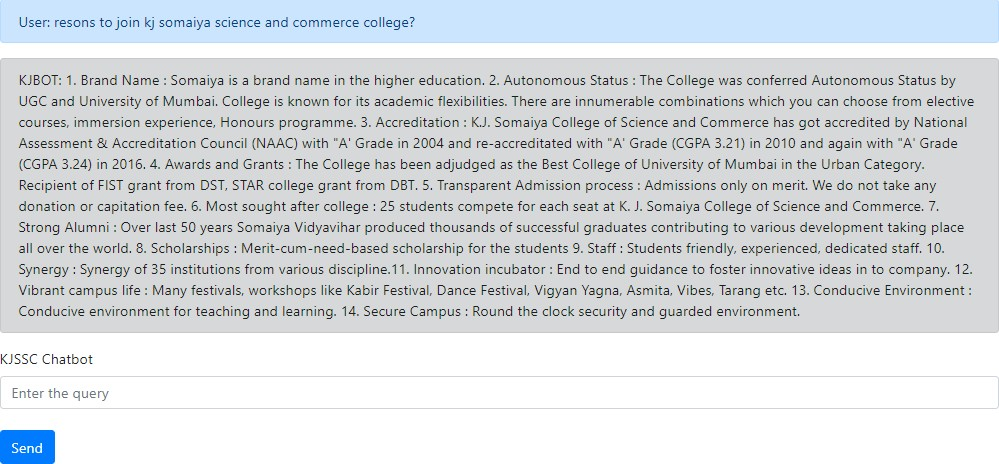 User: resons to join kj somaiya science and commerce college?
KJBOT: 1. Brand Name : Somaiya is a brand name in the higher education. 2. Autonomous Status : The College was conferred Autonomous Status by
UGC and University of Mumbai. College is known for its academic flexibilities. There are innumerable combinations which you can choose from elective
courses, immersion experience, Honours programme. 3. Accreditation : K.J. Somaiya College of Science and Commerce has got accredited by National
Assessment & Accreditation Council (NAAC) with "A' Grade in 2004 and re-accreditated with "A' Grade (CGPA 3.21) in 2010 and again with "A' Grade
(CGPA 3.24) in 2016. 4. Awards and Grants : The College has been adjudged as the Best College of University of Mumbai in the Urban Category.
Recipient of FIST grant from DST, STAR college grant from DBT. 5. Transparent Admission process : Admissions only on merit. We do not take any
donation or capitation fee. 6. Most sought after college : 25 students compete for each seat at K. J. Somaiya College of Science and Commerce. 7.
Strong Alumni : Over last 50 years Somaiya Vidyavihar produced thousands of successful graduates contributing to various development taking place
all over the world. 8. Scholarships : Merit-cum-need-based scholarship for the students 9. Staff : Students friendly, experienced, dedicated staff. 10.
Synergy : Synergy of 35 institutions from various discipline.11. Innovation incubator : End to end guidance to foster innovative ideas in to company. 12.
Vibrant campus life : Many festivals, workshops like Kabir Festival, Dance Festival, Vigyan Yagna, Asmita, Vibes, Tarang etc. 13. Conducive Environment :
Conducive environment for teaching and learning. 14. Secure Campus : Round the clock security and guarded environment.
KJSSC Chatbot
Enter the query
Send